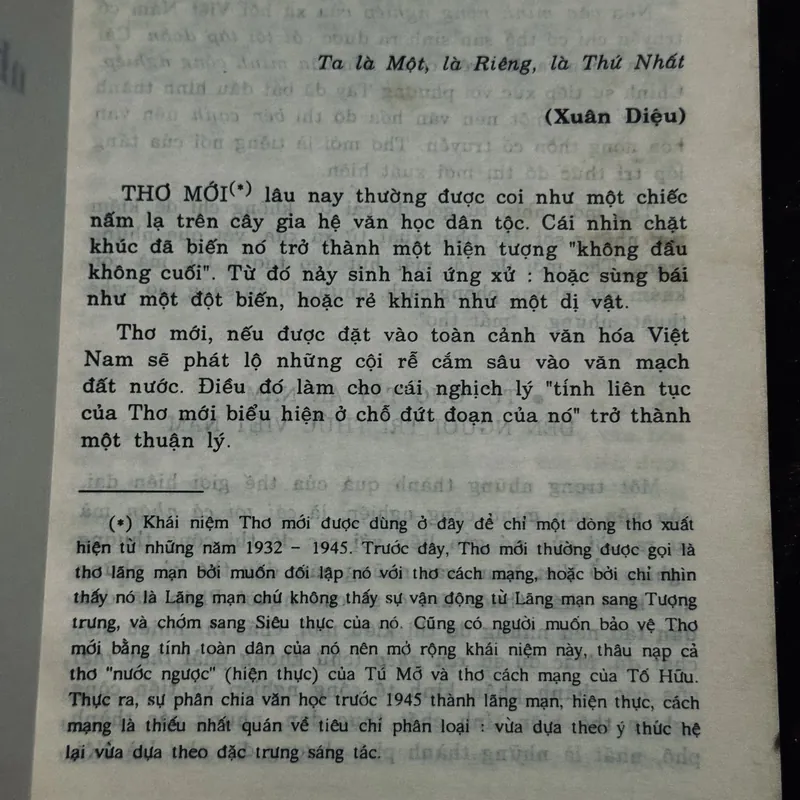 Ta là Một, là Riêng, là Thứ Nhất
(Xuân Diệu)
THƠ MỚI(*) lâu nay thường được coi như một chiếc
nấm lạ trên cây gia hệ văn học dân tộc. Cái nhìn chặt
khúc đã biến nó trở thành một hiện tượng "không đầu
không cuối". Từ đó nảy sinh hai ứng xử : hoặc sùng bái
như một đột biến, hoặc rẻ khinh như một dị vật.
Thơ mới, nếu được đặt vào toàn cảnh văn hóa Việt
Nam sẽ phát lộ những cội rễ cắm sâu vào văn mạch
đất nước. Điều đó làm cho cái nghịch lý "tính liên tục
của Thơ mới biểu hiện ở chỗ đứt đoạn của nó" trở thành
một thuận lý.
(*) Khái niệm Thơ mới được dùng ở đây để chỉ một dòng thơ xuất
hiện từ những năm 1932 - 1945. Trước đây, Thơ mới thường được gọi là
thơ lãng mạn bởi muốn đối lập nó với thơ cách mạng, hoặc bởi chỉ nhìn
thấy nó là Lãng mạn chứ không thấy sự vận động từ Lãng mạn sang Tượng
trưng, và chớm sang Siêu thực của nó. Cũng có người muốn bảo vệ Thơ
mới bằng tính toàn dân của nó nên mở rộng khái niệm này, thâu nạp cả
thơ "nước ngược" (hiện thực) của Tú Mỡ và thơ cách mạng của Tố Hữu.
Thực ra, sự phân chia văn học trước 1945 thành lãng mạn, hiện thực, cách
mạng là thiếu nhất quán về tiêu chí phân loại : vừa dựa theo ý thức hệ
lại vừa dựa theo đặc trưng sáng tác.